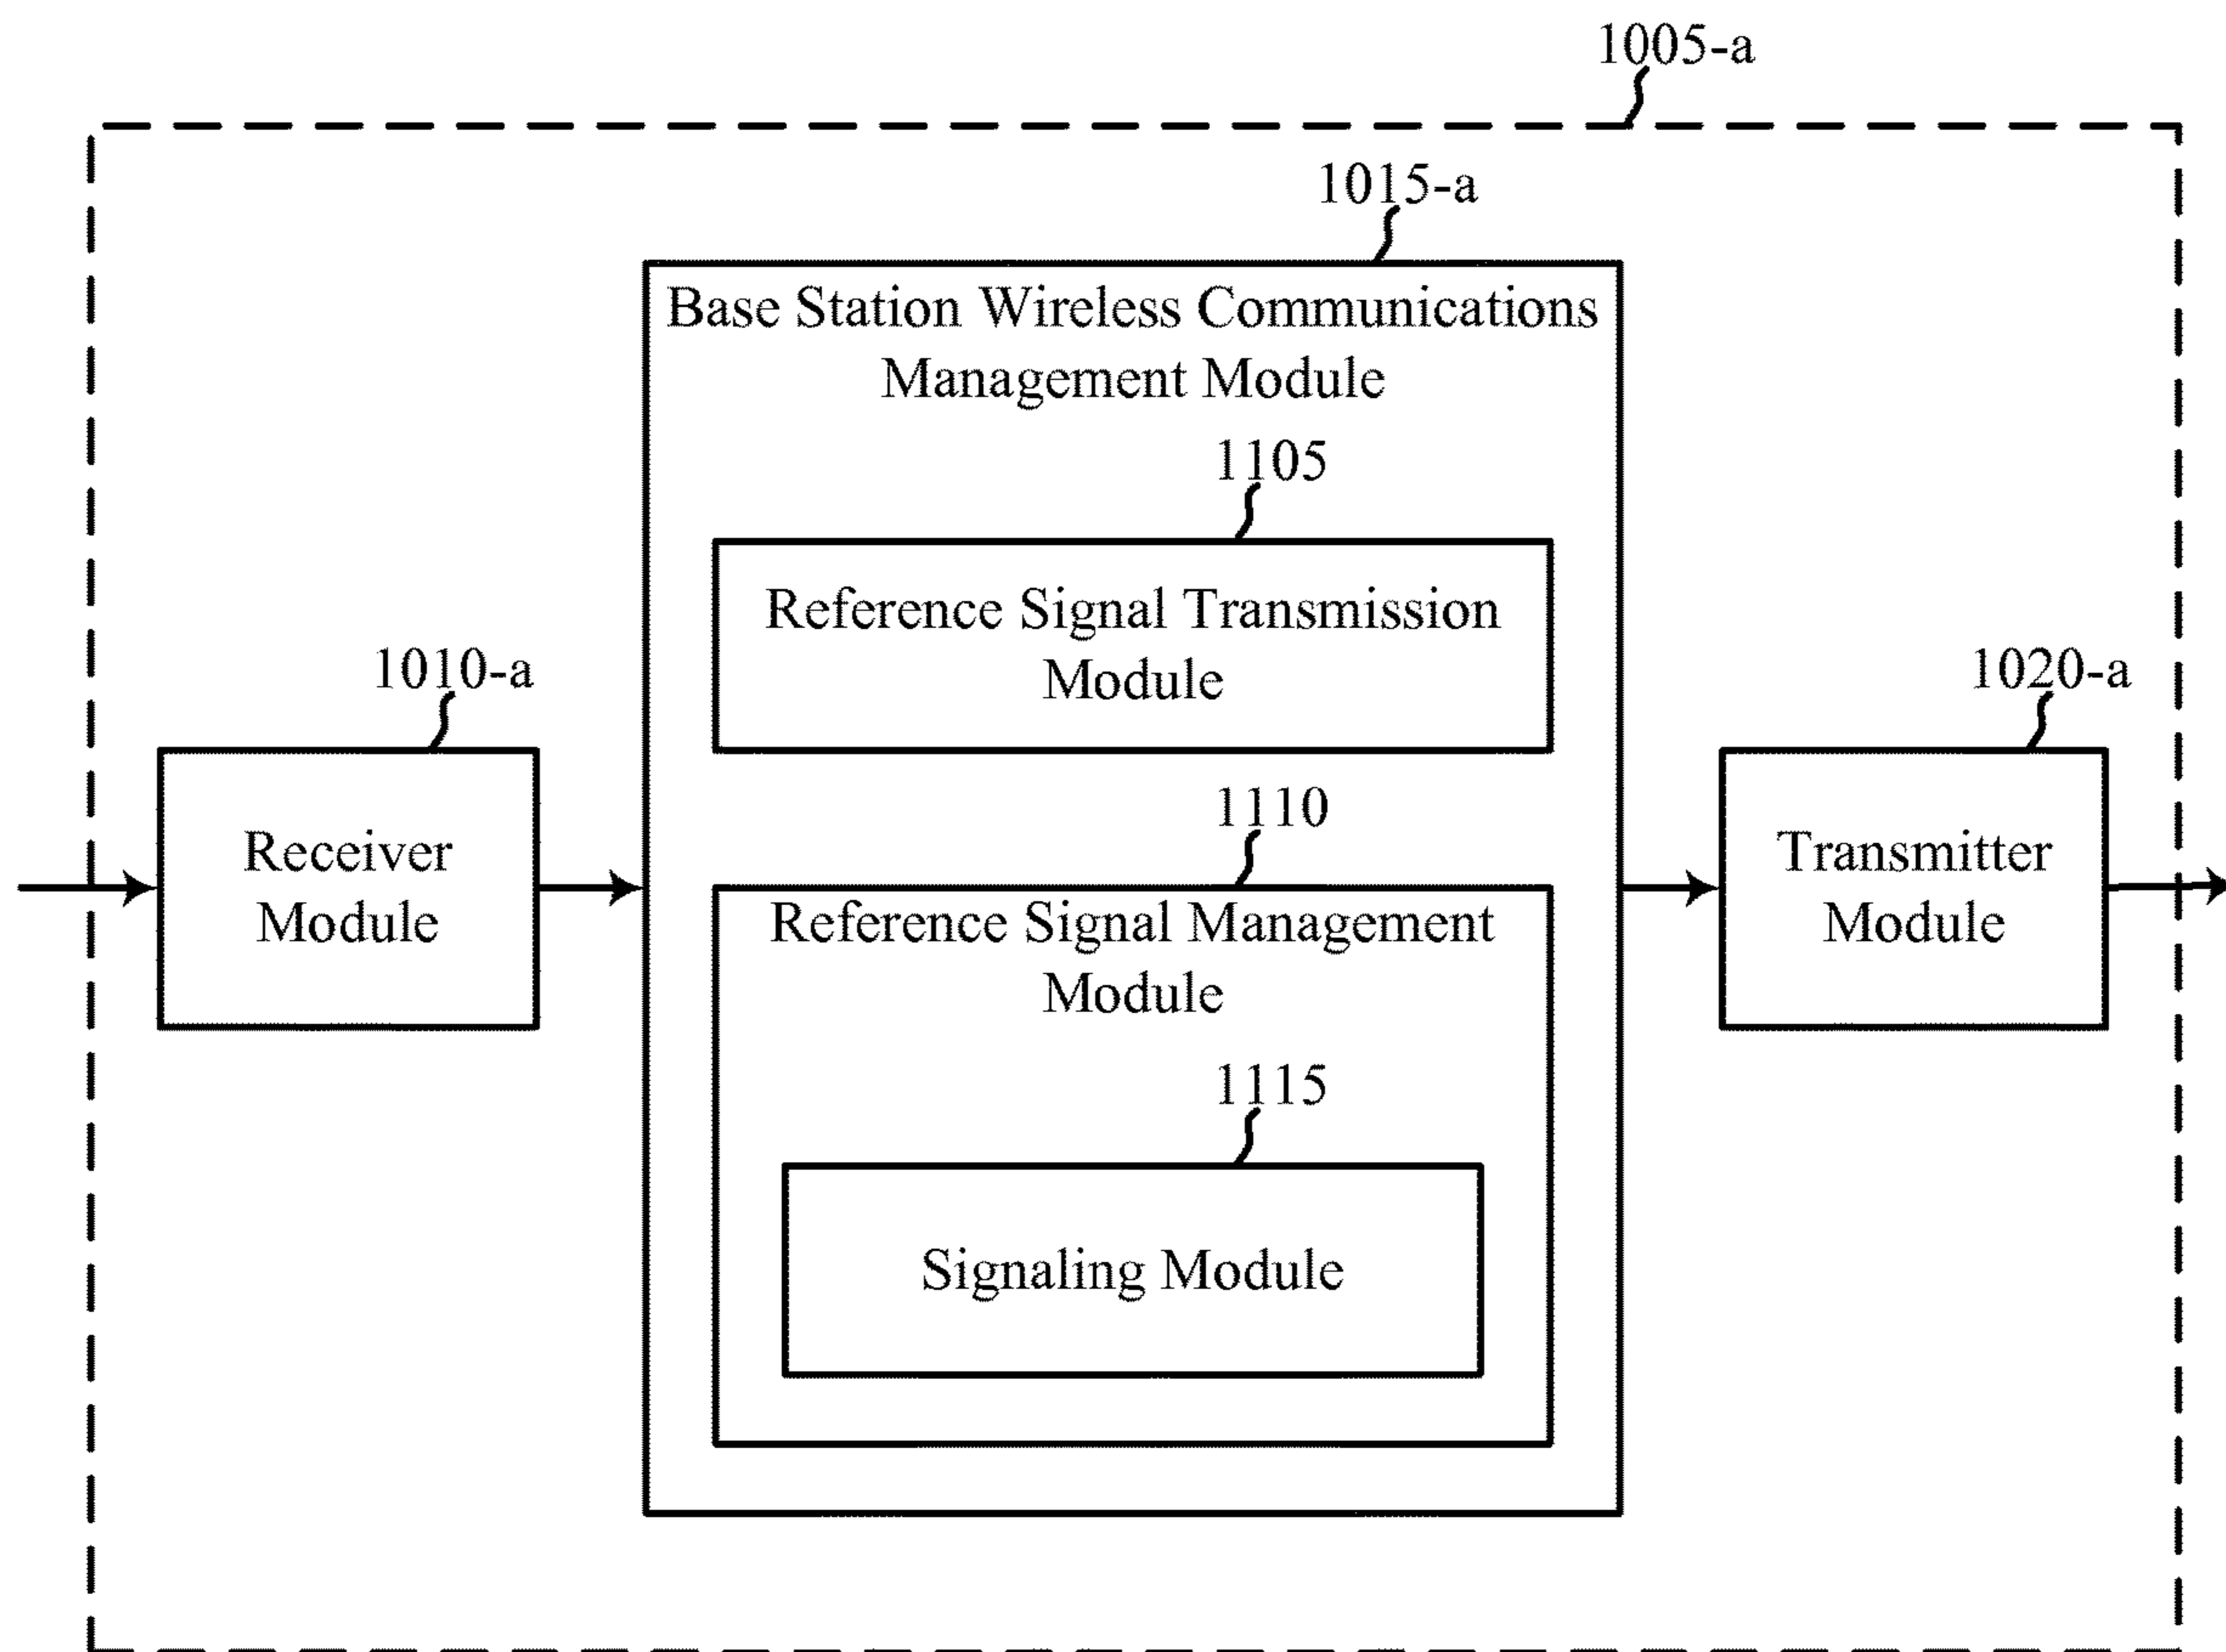 1005-a
1015-a
Base Station Wireless Communications
Management Module
1105
Reference Signal Transmission
Module
1010-a
1020-a
Receiver
Module
1110
Reference Signal Management
Module
Transmitter
Module
1115
Signaling Module